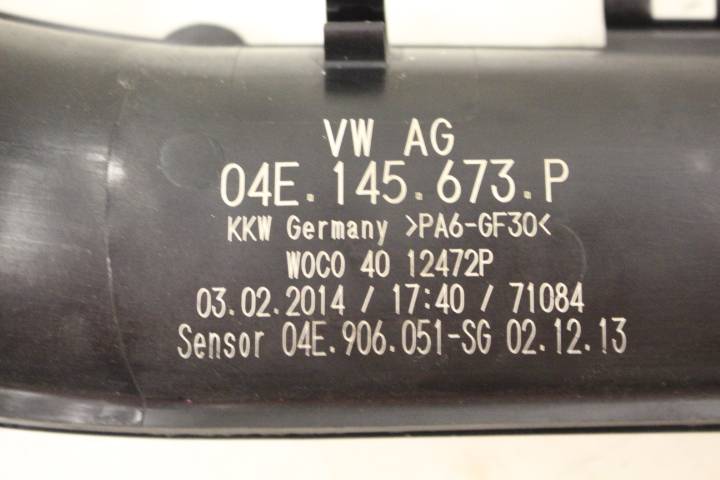 VW AG
04E.145.673.P
KKW Germany >PA6-GF30<
WOCO 40 12472P
03.02.2014 / 17:40 / 71084
Sensor 04E.906.051-SG 02.12.13